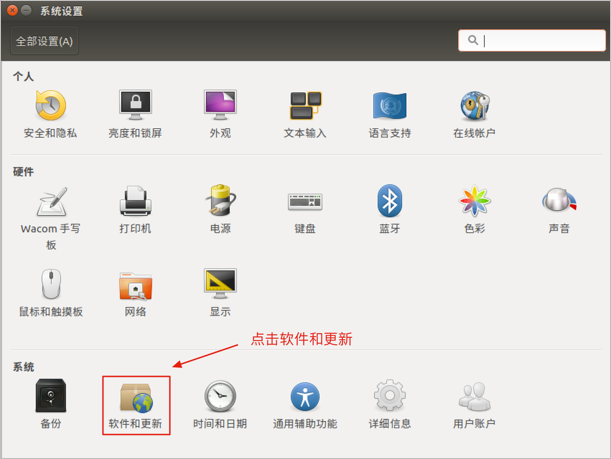 系统设置
全部设置(A)
个人
安全和隐私
亮度和锁屏
外观
文本输入
语言支持
在线帐户
硬件
Wacom 手写
板
打印机
电源
键盘
蓝牙
色彩
声音
鼠标和触摸板
网络
显示
点击软件和更新
系统
备份
软件和更新
时间和日期
通用辅助功能
详细信息
用户账户